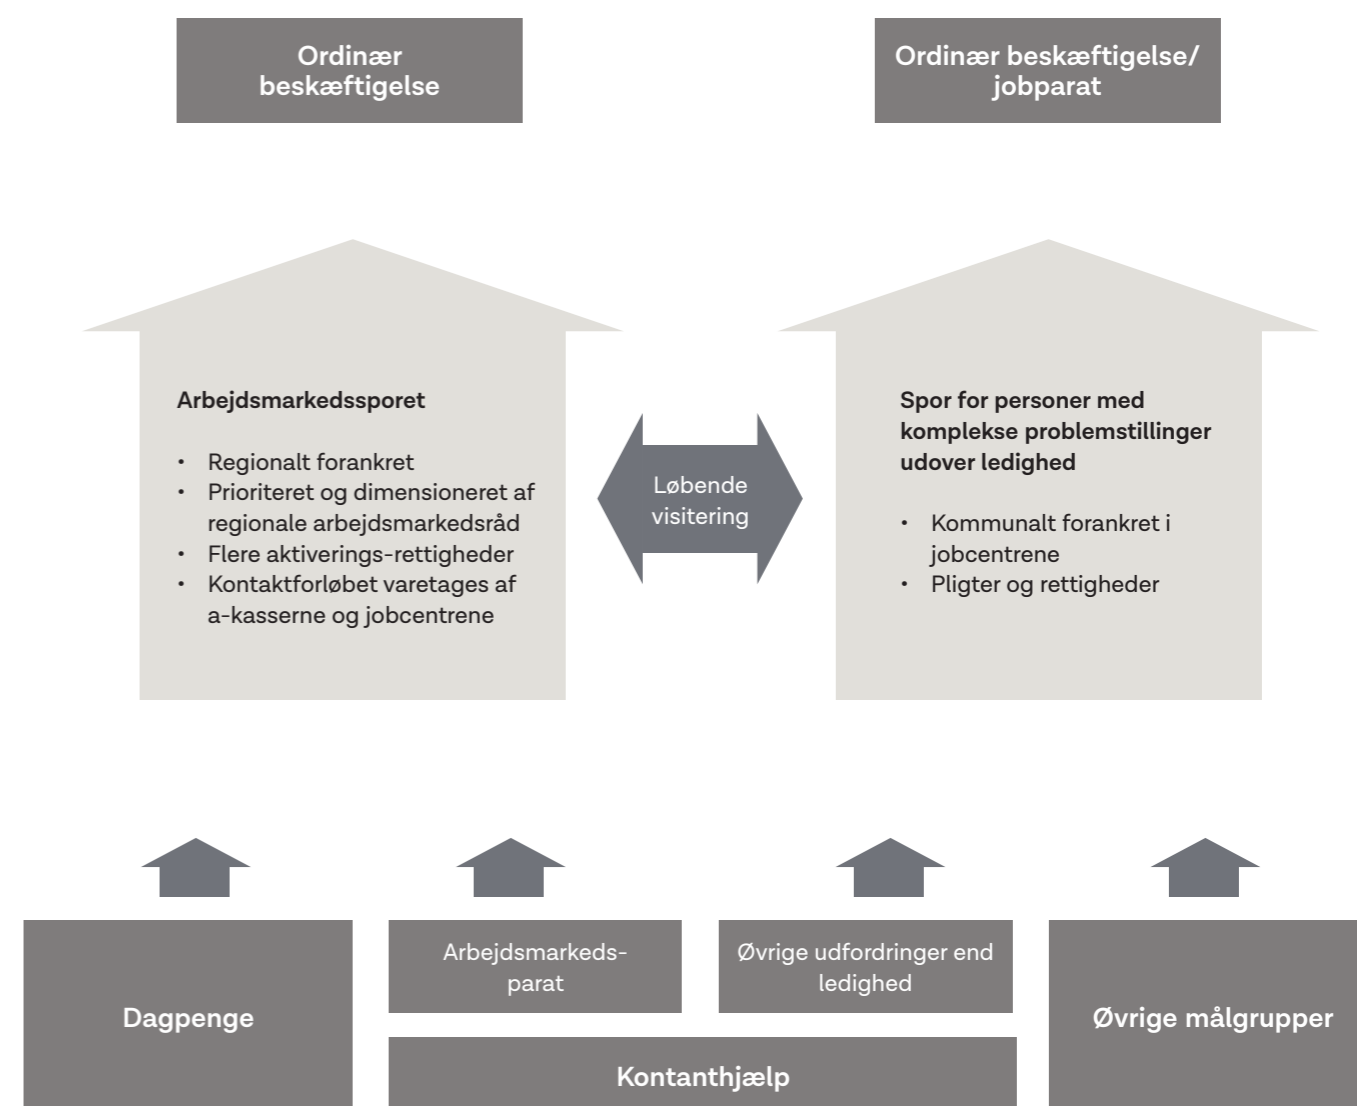 Ordinær
beskæftigelse
Ordinær beskæftigelse/
jobparat
Arbejdsmarkedssporet
• Regionalt forankret
• Prioriteret og dimensioneret af
regionale arbejdsmarkedsråd
• Flere aktiverings-rettigheder
• Kontaktforløbet varetages af
a-kasserne og jobcentrene
Løbende
visitering
Spor for personer med
komplekse problemstillinger
udover ledighed
• Kommunalt forankret i
jobcentrene
• Pligter og rettigheder
Dagpenge
Arbejdsmarkeds-
parat
Øvrige udfordringer end
ledighed
Kontanthjælp
Øvrige målgrupper